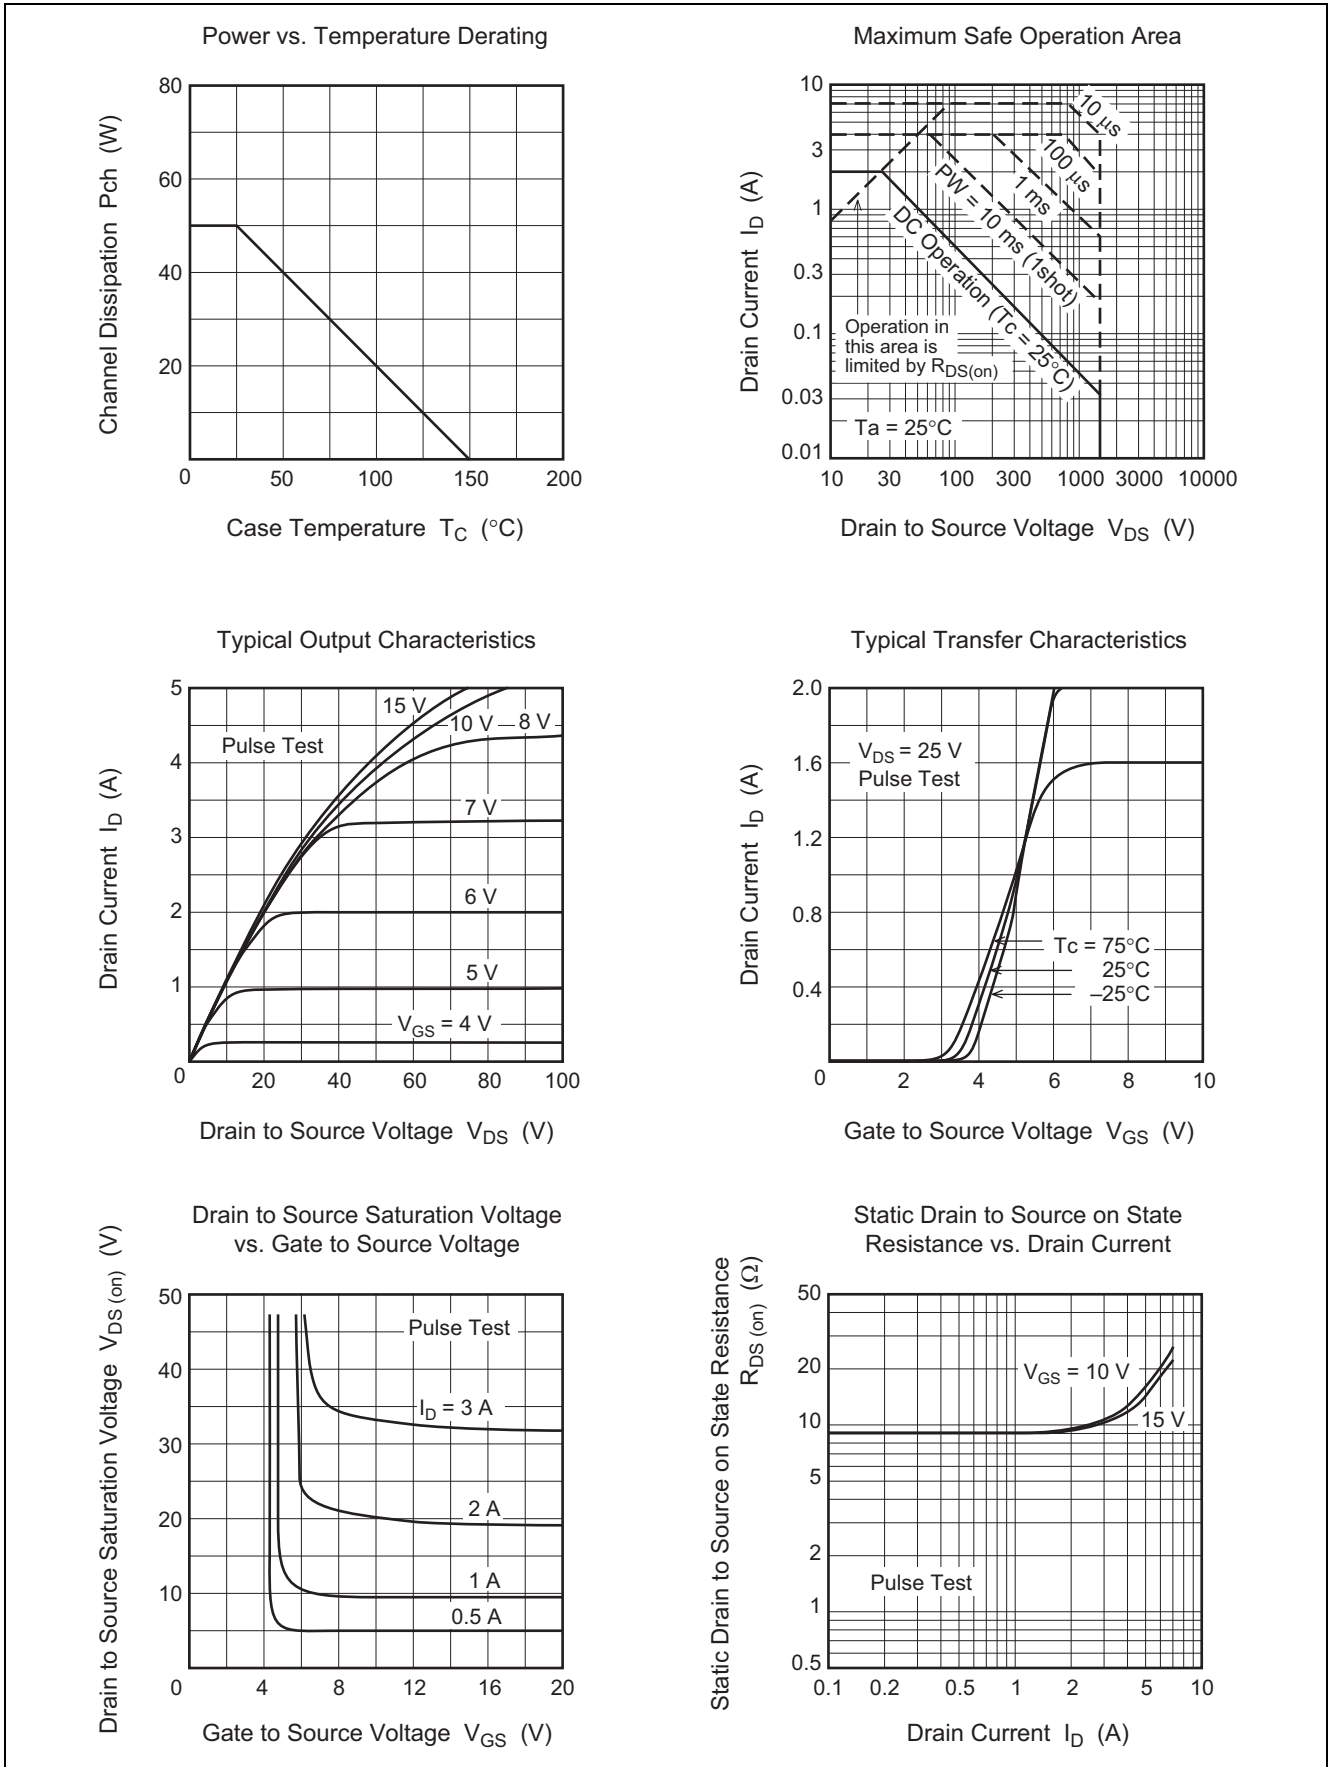 Power vs. Temperature Derating
Channel Dissipation Pch (W)
80
60
40
20
0 50 100 150 200
Case Temperature TC (°C)
Maximum Safe Operation Area
Drain Current ID (A)
10
3
1
0.3
0.1
0.03
0.01
10 μs
100 μs
1 ms
PW = 10 ms (1shot)
DC Operation (Tc = 25°C)
Operation in
this area is
limited by RDS(on)
Ta = 25°C
10 30 100 300 1000 3000 10000
Drain to Source Voltage VDS (V)
Typical Output Characteristics
Drain Current ID (A)
5
4
3
2
1
15 V
10 V
8 V
Pulse Test
7 V
6 V
5 V
VGS = 4 V
0 20 40 60 80 100
Drain to Source Voltage VDS (V)
Typical Transfer Characteristics
Drain Current ID (A)
2.0
1.6
1.2
0.8
0.4
VDS = 25 V
Pulse Test
Tc = 75°C
25°C
–25°C
0 2 4 6 8 10
Gate to Source Voltage VGS (V)
Drain to Source Saturation Voltage
vs. Gate to Source Voltage
Drain to Source Saturation Voltage VDS (on) (V)
50
40
30
20
10
Pulse Test
ID = 3 A
2 A
1 A
0.5 A
0 4 8 12 16 20
Gate to Source Voltage VGS (V)
Static Drain to Source on State
Resistance vs. Drain Current
Static Drain to Source on State Resistance
RDS (on) (Ω)
50
20
10
5
2
1
0.5
VGS = 10 V
15 V
Pulse Test
0.1 0.2 0.5 1 2 5 10
Drain Current ID (A)